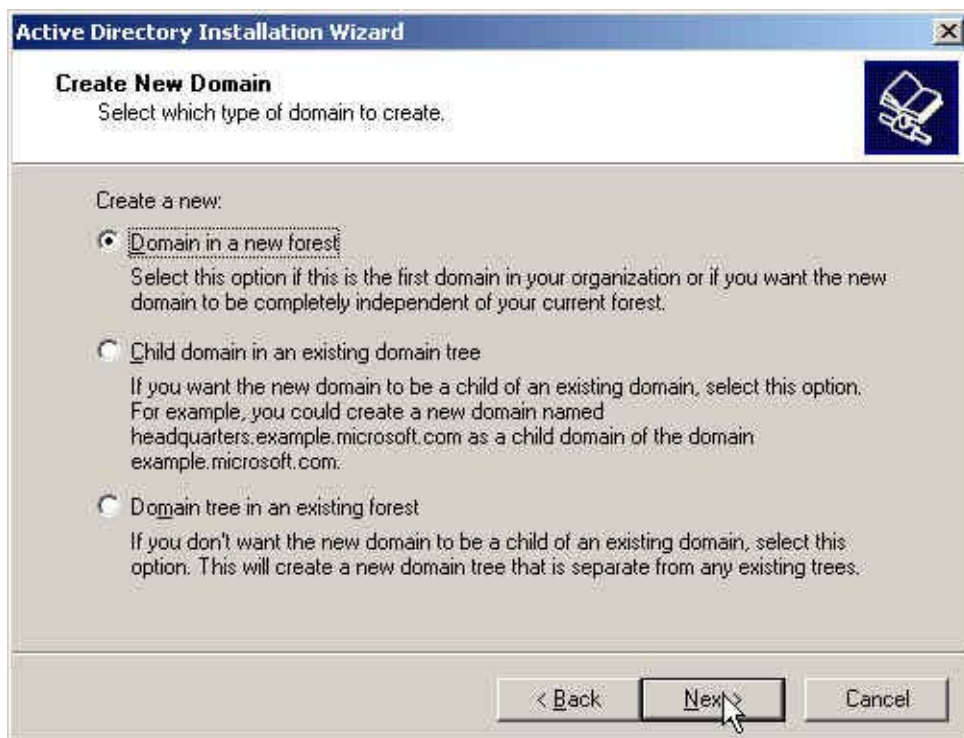 Active Directory Installation Wizard
Create New Domain
Select which type of domain to create.
Create a new:
Domain in a new forest
Select this option if this is the first domain in your organization or if you want the new
domain to be completely independent of your current forest.
Child domain in an existing domain tree
If you want the new domain to be a child of an existing domain, select this option.
For example, you could create a new domain named
headquarters.example.microsoft.com as a child domain of the domain
example.microsoft.com.
Domain tree in an existing forest
If you don't want the new domain to be a child of an existing domain, select this
option. This will create a new domain tree that is separate from any existing trees.
< Back Next > Cancel